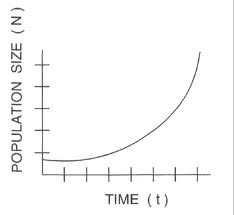 POPULATION SIZE (N)
TIME (t)